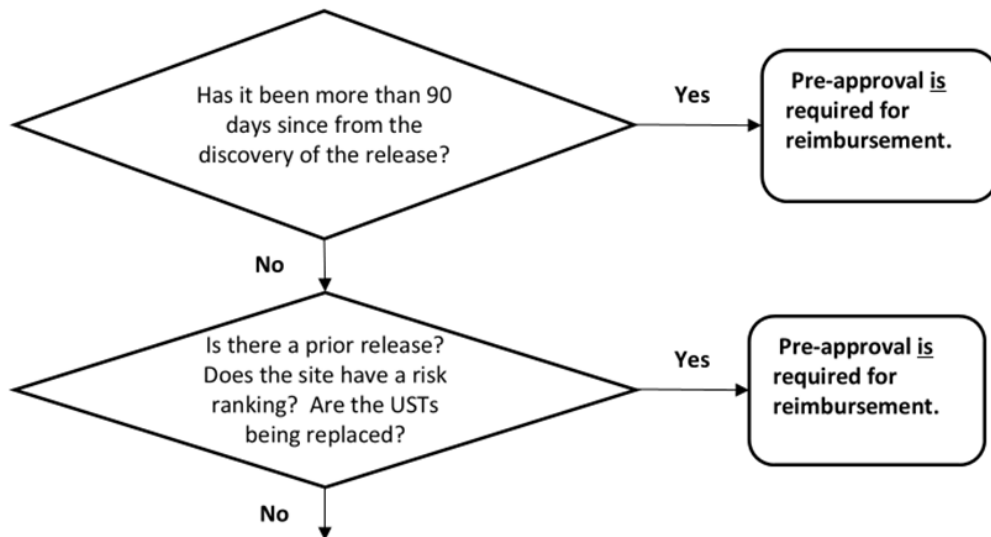 Has it been more than 90
days since from the
discovery of the release?
Yes
Pre-approval is
required for
reimbursement.
No
Is there a prior release?
Does the site have a risk
ranking?  Are the USTs
being replaced?
Yes
Pre-approval is
required for
reimbursement.
No